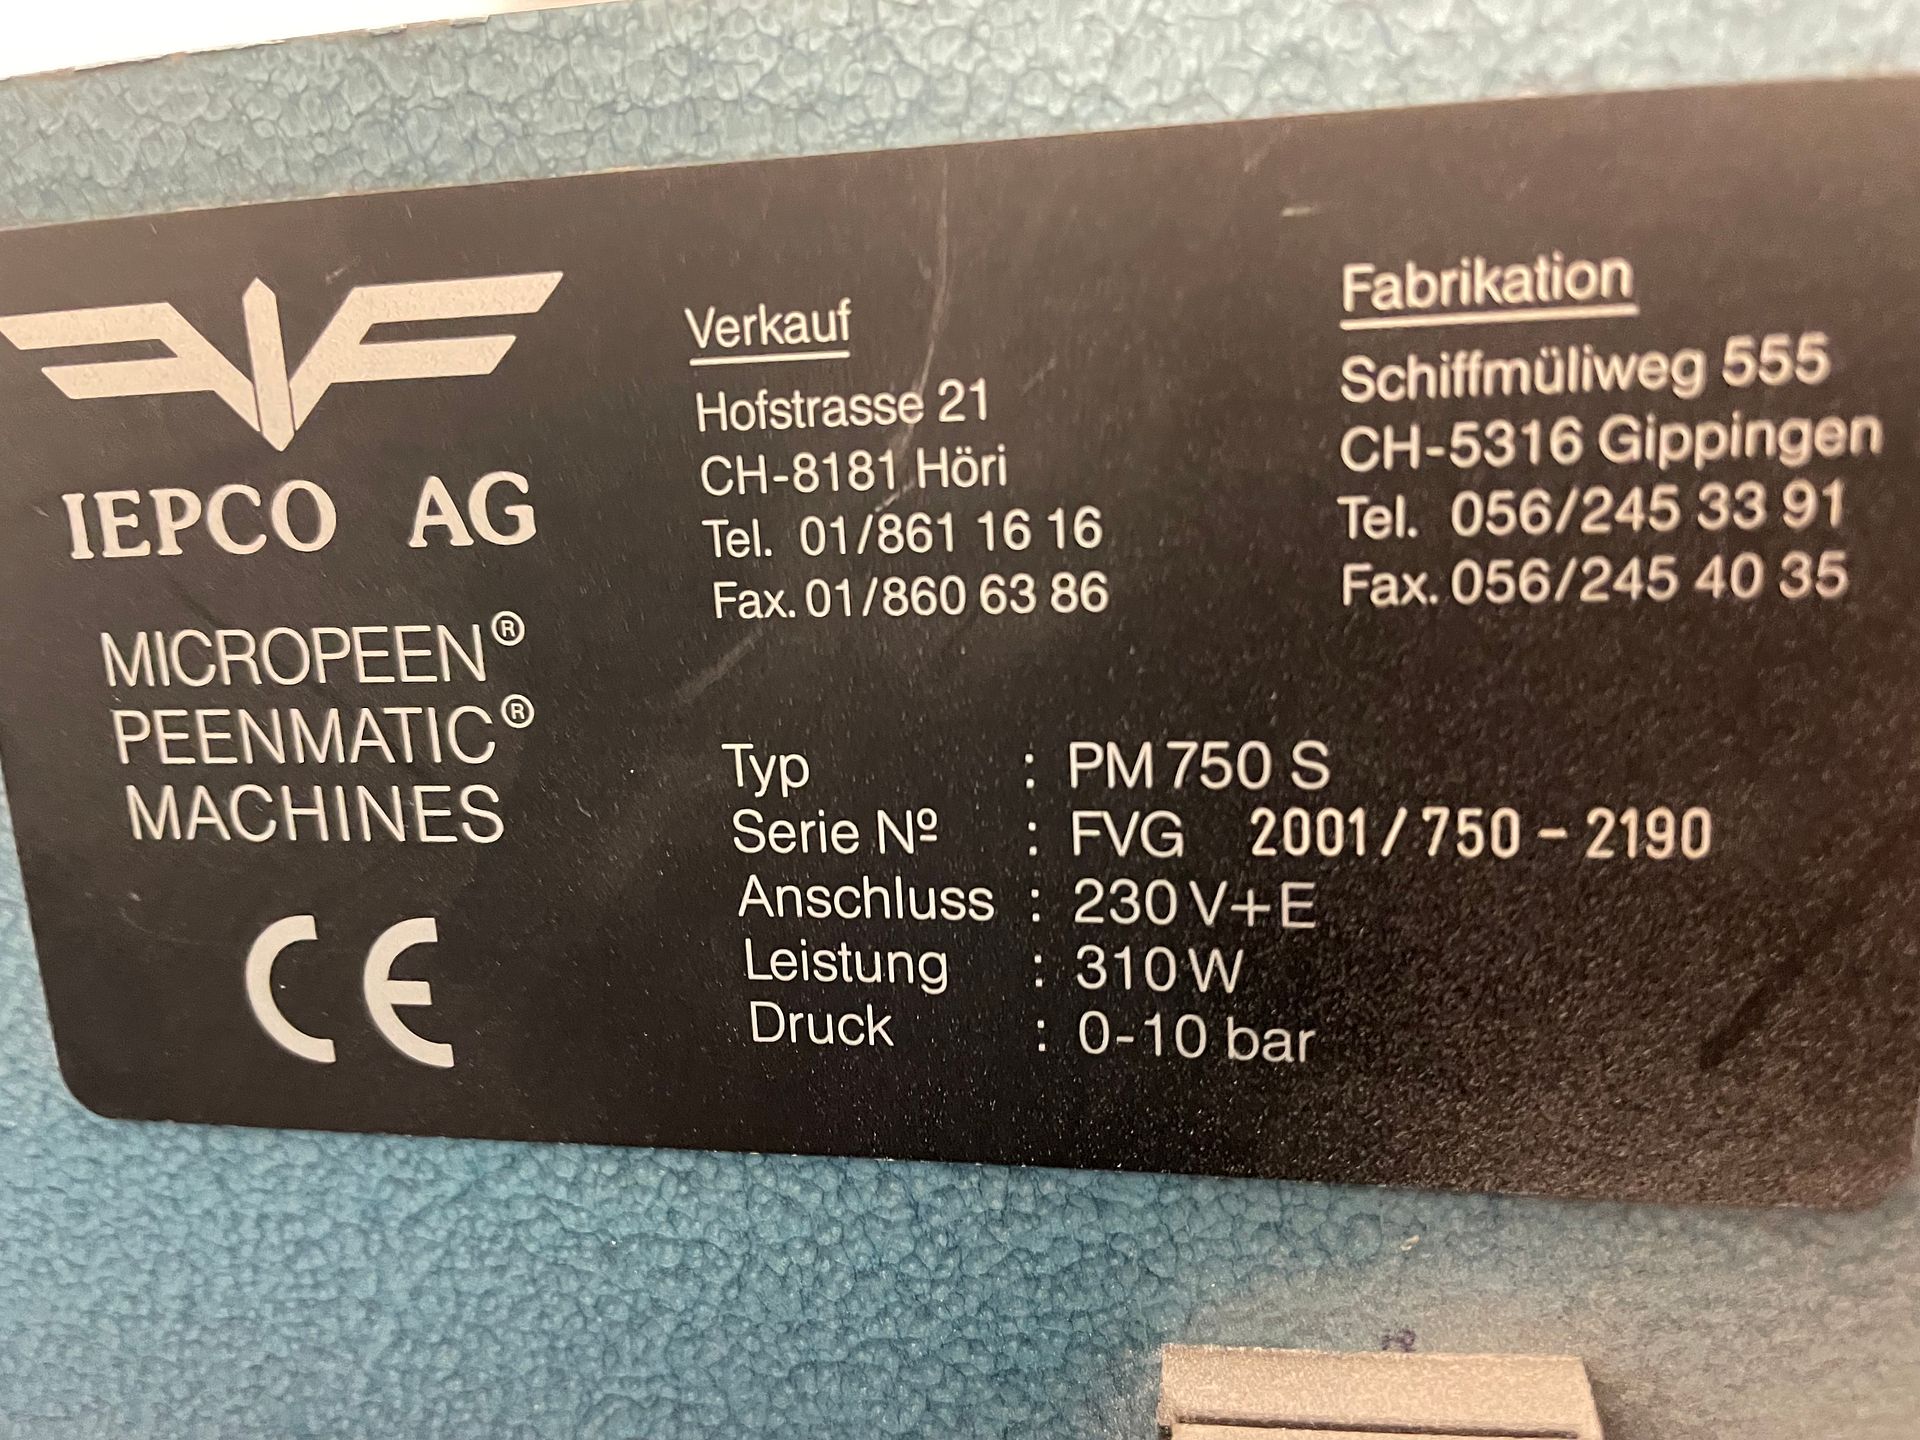 IEPCO AG
MICROPEEN®
PEENMATIC®
MACHINES
CE
Verkauf
Hofstrasse 21
CH-8181 Höri
Tel. 01/861 16 16
Fax. 01/860 63 86
Fabrikation
Schiffmüliweg 555
CH-5316 Gippingen
Tel. 056/245 33 91
Fax. 056/245 40 35
Typ : PM 750 S
Serie Nº : FVG 2001/750-2190
Anschluss : 230 V+E
Leistung : 310 W
Druck : 0-10 bar